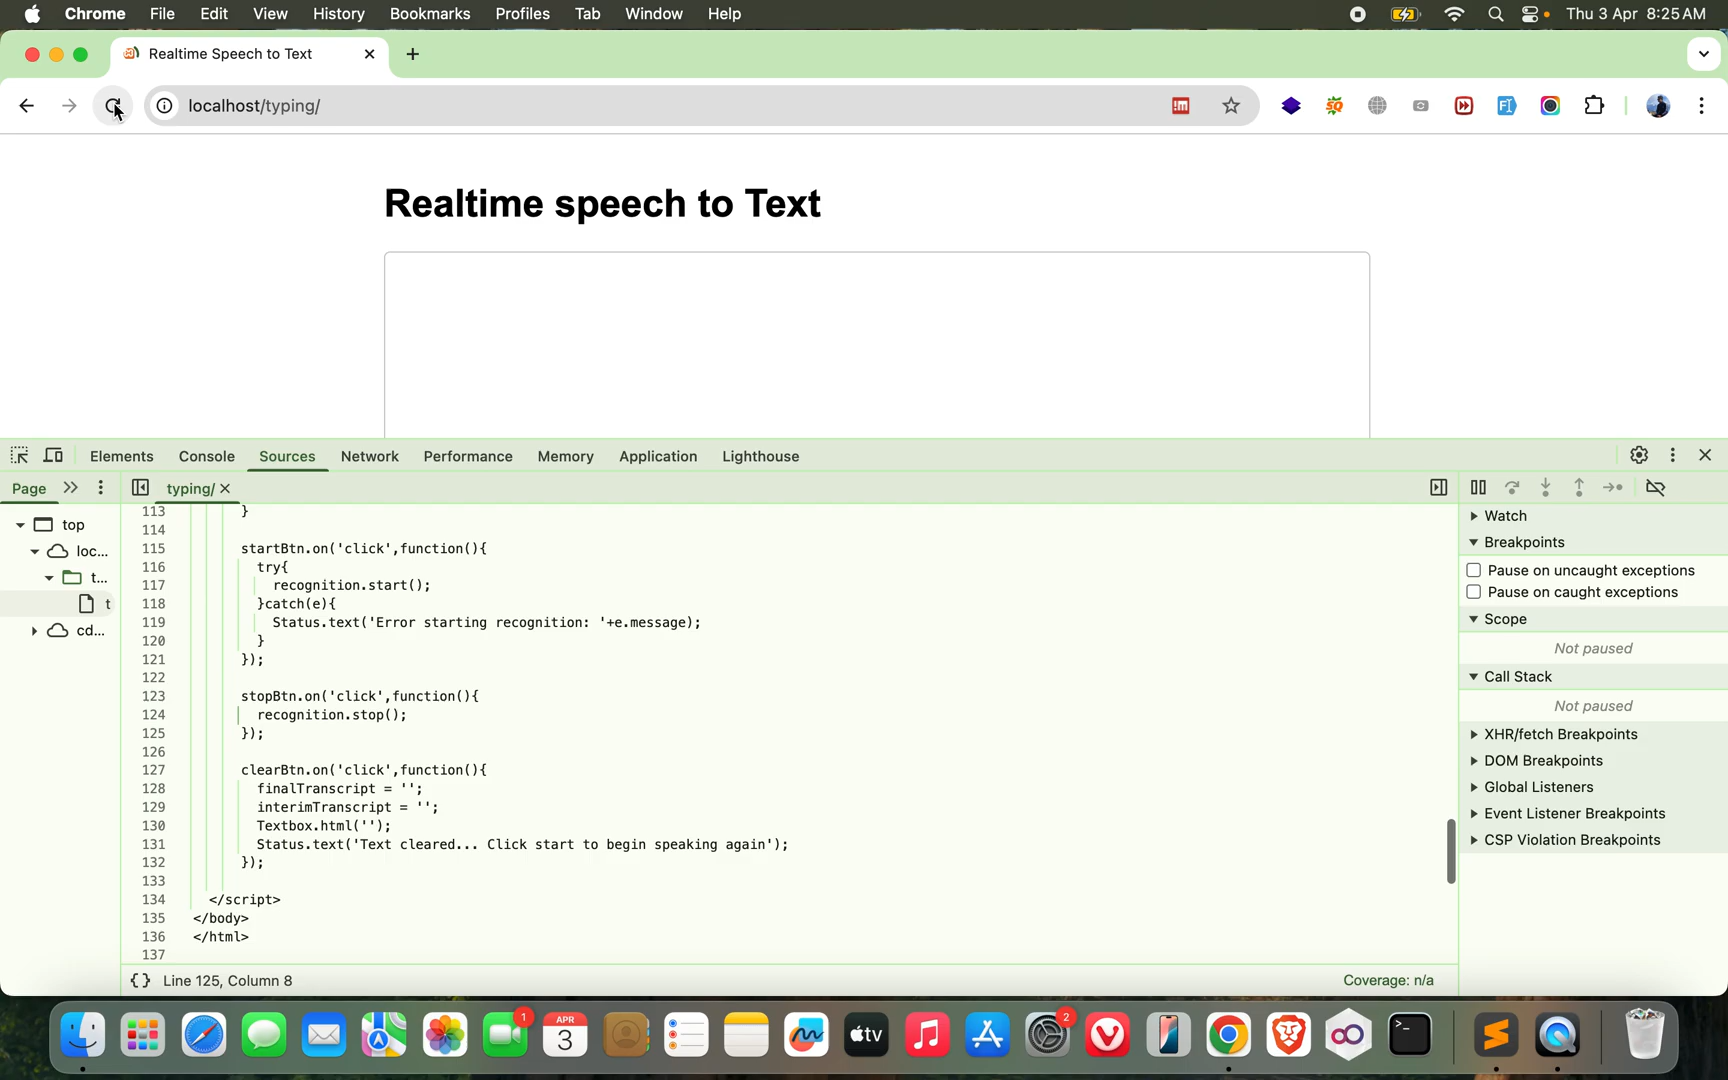 Chrome File Edit View History Bookmarks Profiles Tab Window Help Thu 3 Apr 8:25 AM
Realtime Speech to Text
localhost/typing/
Realtime speech to Text
Elements Console Sources Network Performance Memory Application Lighthouse
Page typing/
top
loc...
t...
t
cd...
113 }
114
115 startBtn.on('click',function(){
116 try{
117 recognition.start();
118 }catch(e){
119 Status.text('Error starting recognition: '+e.message);
120 }
121 });
122
123 stopBtn.on('click',function(){
124 recognition.stop();
125 });
126
127 clearBtn.on('click',function(){
128 finalTranscript = '';
129 interimTranscript = '';
130 Textbox.html('');
131 Status.text('Text cleared... Click start to begin speaking again');
132 });
133
134 </script>
135 </body>
136 </html>
137
{} Line 125, Column 8 Coverage: n/a
Watch
Breakpoints
Pause on uncaught exceptions
Pause on caught exceptions
Scope
Not paused
Call Stack
Not paused
XHR/fetch Breakpoints
DOM Breakpoints
Global Listeners
Event Listener Breakpoints
CSP Violation Breakpoints
1 APR 3 tv 2